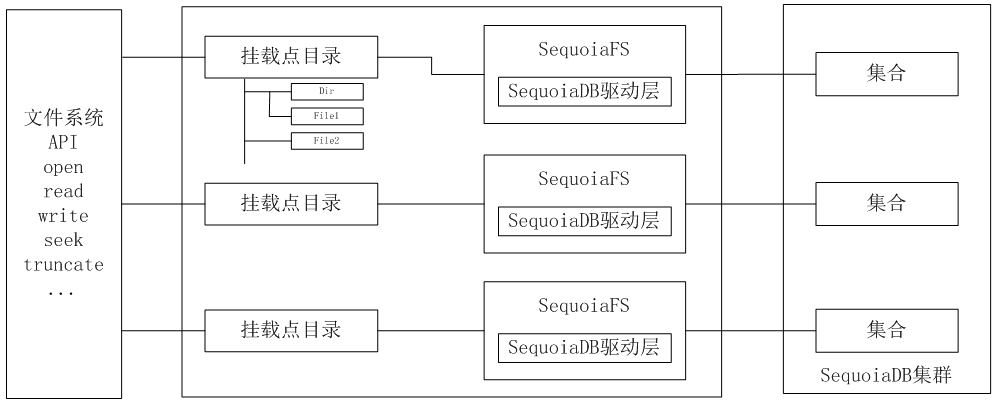 文件系统
API
open
read
write
seek
truncate
...
挂载点目录
Dir
File1
File2
SequoiaFS
SequoiaDB驱动层
集合
挂载点目录
SequoiaFS
SequoiaDB驱动层
集合
挂载点目录
SequoiaFS
SequoiaDB驱动层
集合
SequoiaDB集群